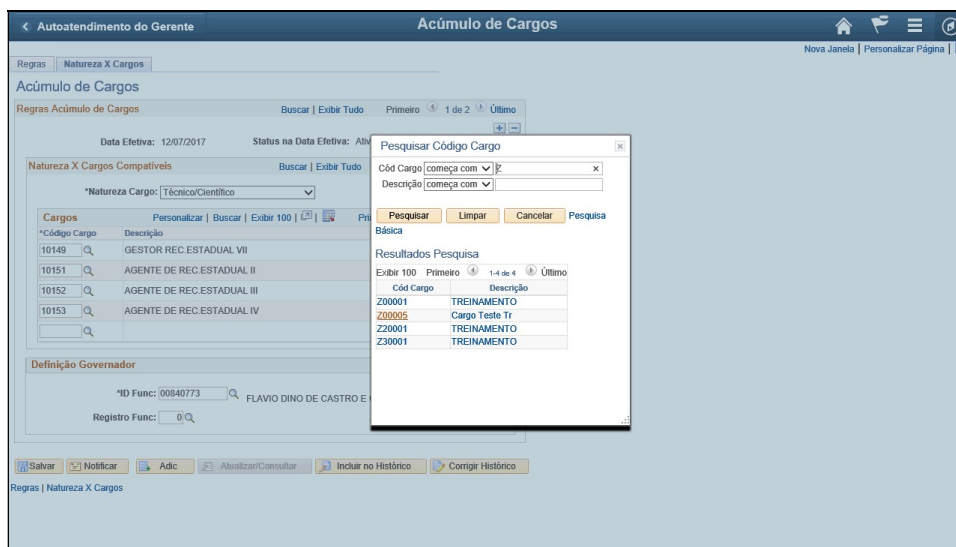 Autoatendimento do Gerente
Acúmulo de Cargos
Nova Janela | Personalizar Página |
Regras Natureza X Cargos
Acúmulo de Cargos
Regras Acúmulo de Cargos Buscar | Exibir Tudo Primeiro 1 de 2 Último
Data Efetiva: 12/07/2017 Status na Data Efetiva:
Natureza X Cargos Compatíveis Buscar | Exibir Tudo
*Natureza Cargo: Técnico/Científico
Cargos Personalizar | Buscar | Exibir 100 |
*Código Cargo Descrição
10149 GESTOR REC.ESTADUAL VII
10151 AGENTE DE REC.ESTADUAL II
10152 AGENTE DE REC.ESTADUAL III
10153 AGENTE DE REC.ESTADUAL IV
Definição Governador
*ID Func: 00840773 FLAVIO DINO DE CASTRO E
Registro Func: 0
Pesquisar Código Cargo
Cód Cargo começa com Z
Descrição começa com
Pesquisar Limpar Cancelar Pesquisa
Básica
Resultados Pesquisa
Exibir 100 Primeiro 1-4 de 4 Último
Cód Cargo Descrição
Z00001 TREINAMENTO
Z00005 Cargo Teste Tr
Z20001 TREINAMENTO
Z30001 TREINAMENTO
Salvar Notificar Adic Atualizar/Consultar Incluir no Histórico Corrigir Histórico
Regras | Natureza X Cargos